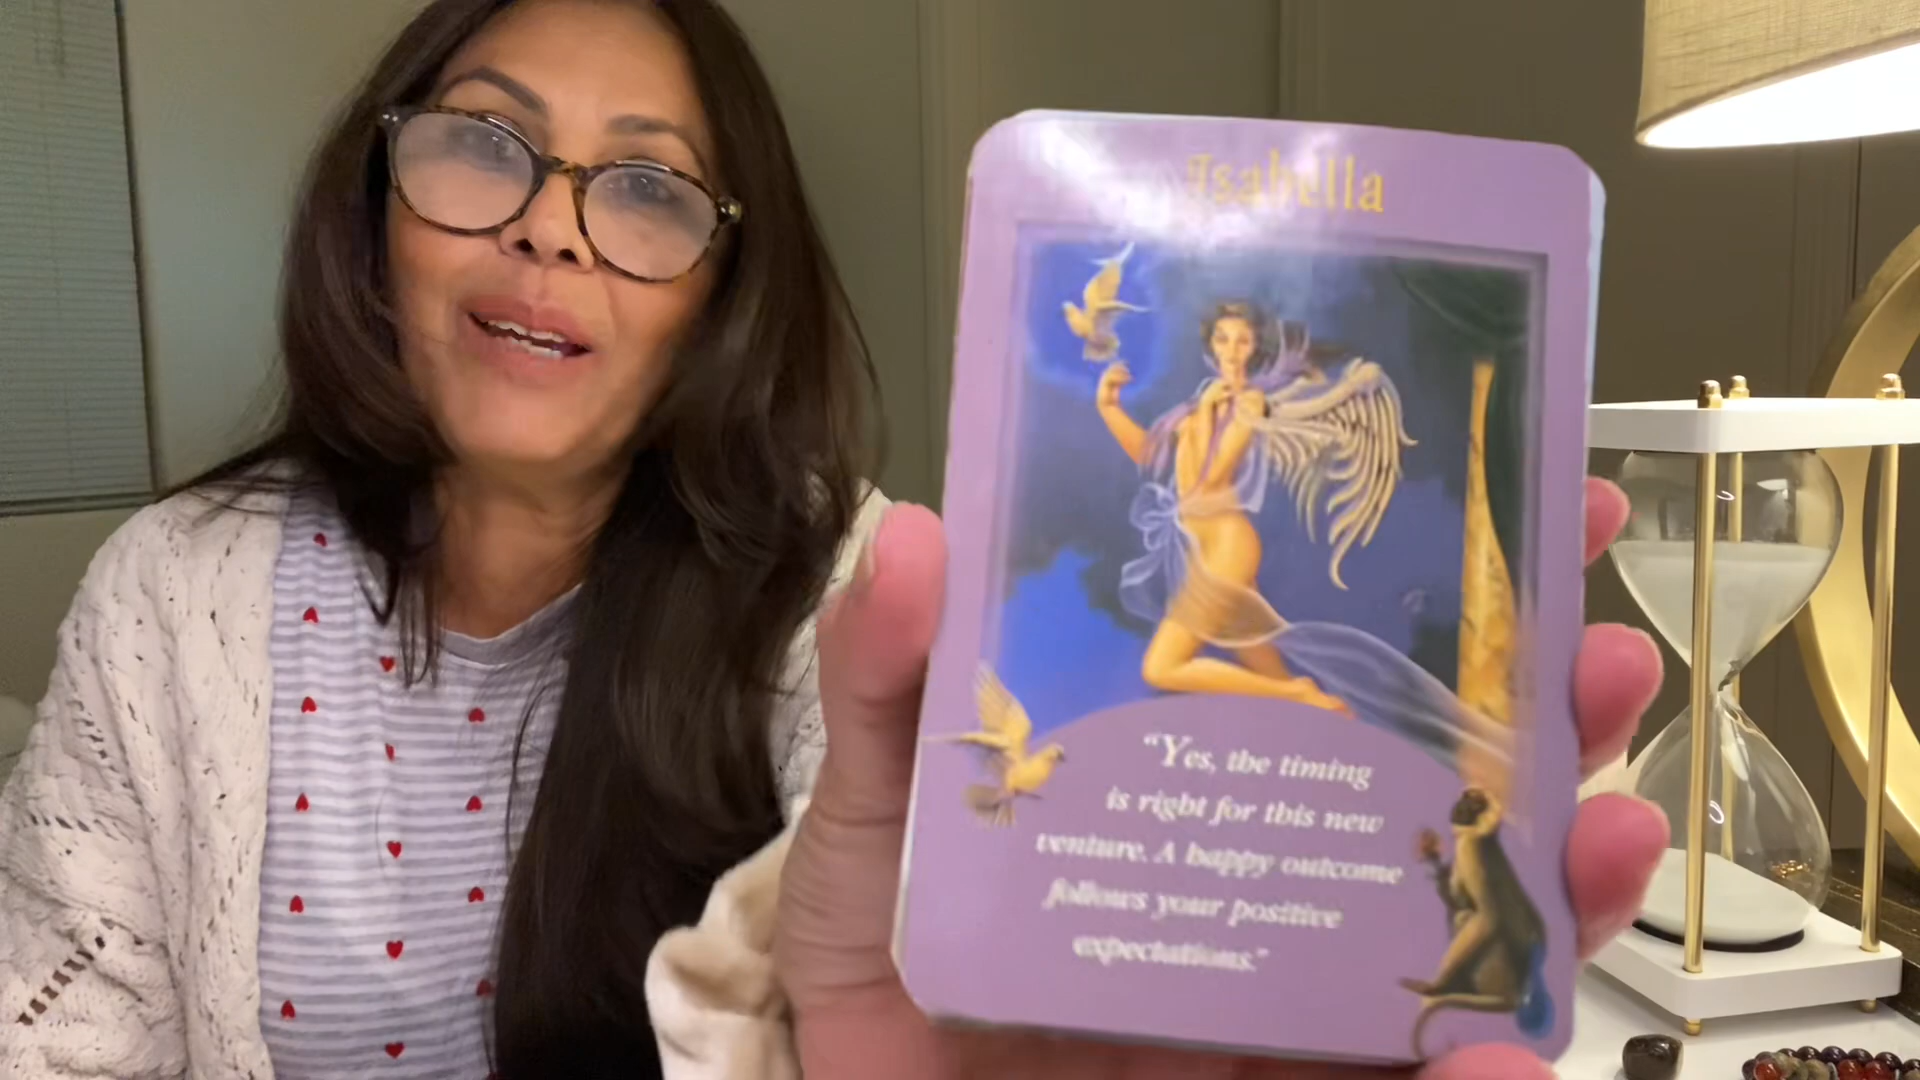 Isabella
“Yes, the timing
is right for this new
venture. A happy outcome
follows your positive
expectations.”